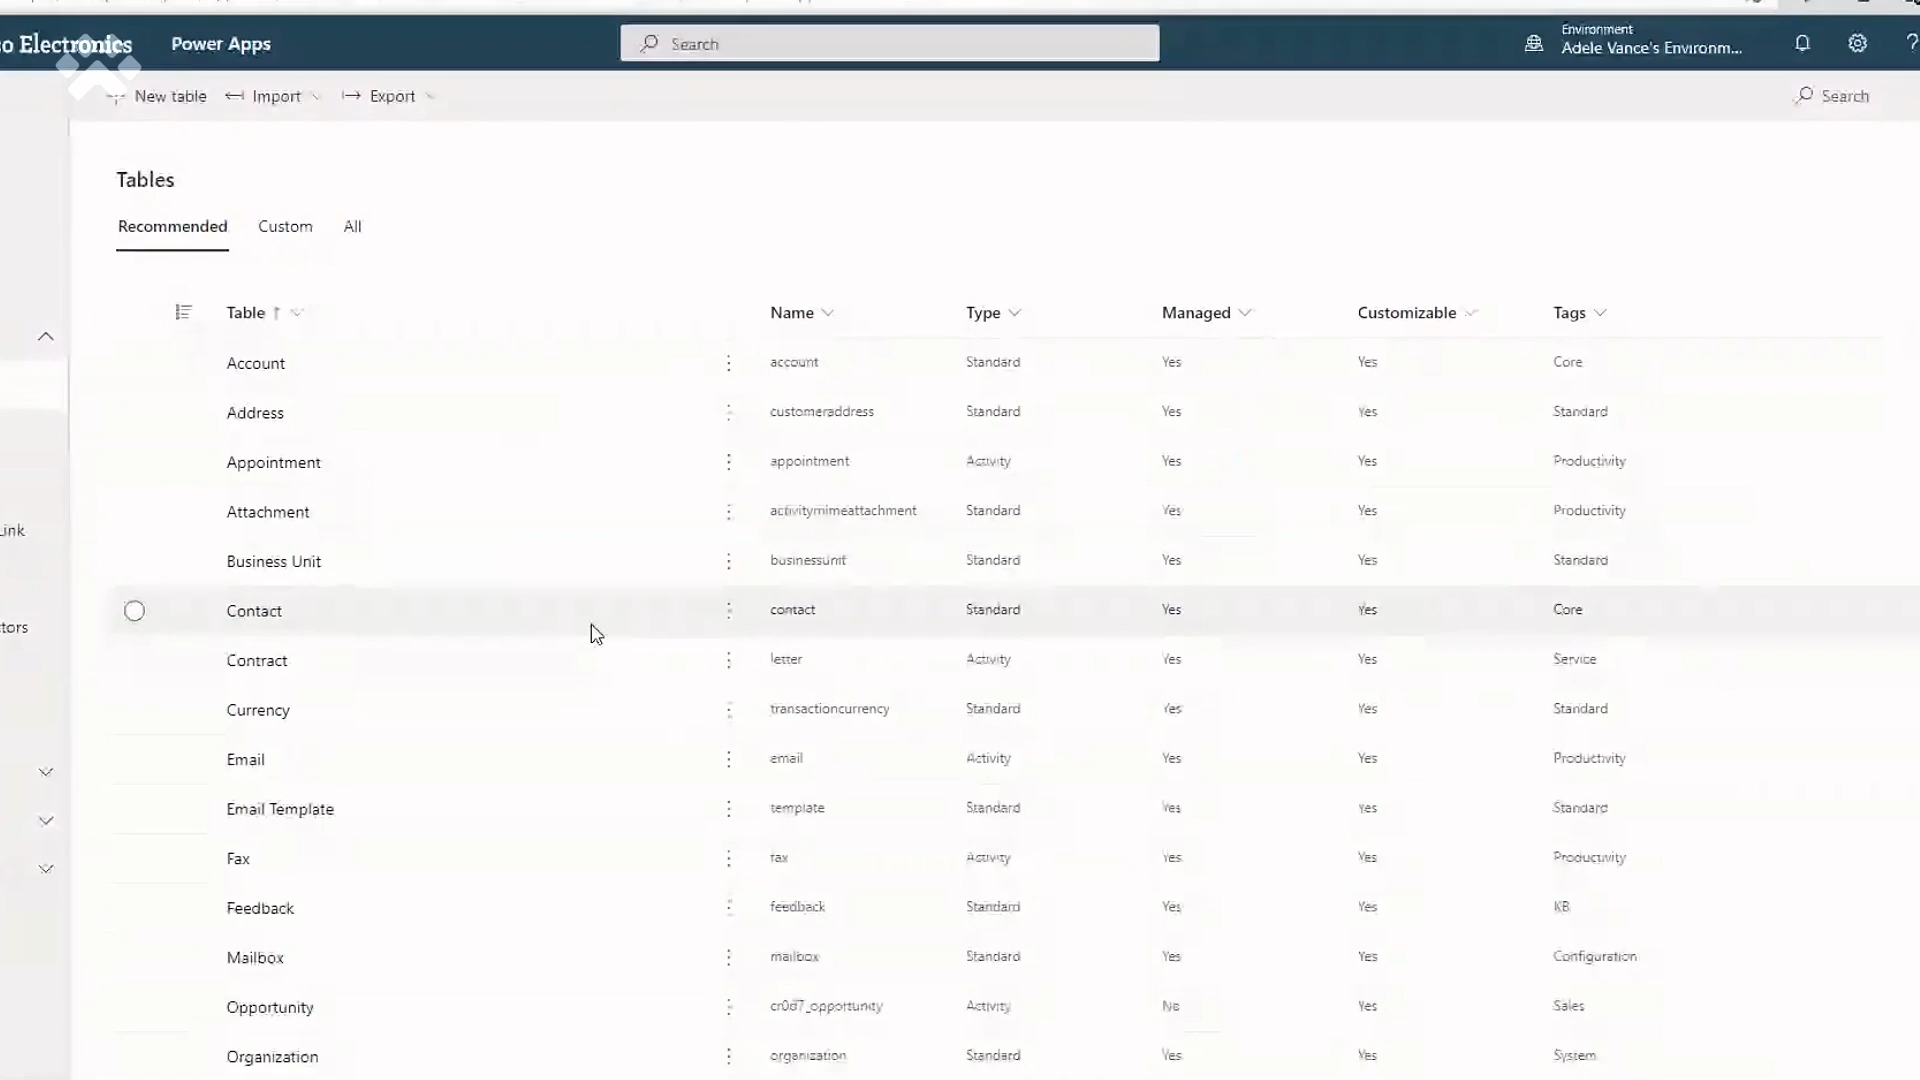 so Electronics Power Apps Search Environment
Adele Vance's Environm... ?
New table Import Export Search
Tables
Recommended Custom All
Table Name Type Managed Customizable Tags
Account account Standard Yes Yes Core
Address customeraddress Standard Yes Yes Standard
Appointment appointment Activity Yes Yes Productivity
Attachment activitymimeattachment Standard Yes Yes Productivity
Link
Business Unit businessunit Standard Yes Yes Standard
Contact contact Standard Yes Yes Core
tors
Contract letter Activity Yes Yes Service
Currency transactioncurrency Standard Yes Yes Standard
Email email Activity Yes Yes Productivity
Email Template template Standard Yes Yes Standard
Fax fax Activity Yes Yes Productivity
Feedback feedback Standard Yes Yes KB
Mailbox mailbox Standard Yes Yes Configuration
Opportunity cr0d7_opportunity Activity No Yes Sales
Organization organization Standard Yes Yes System